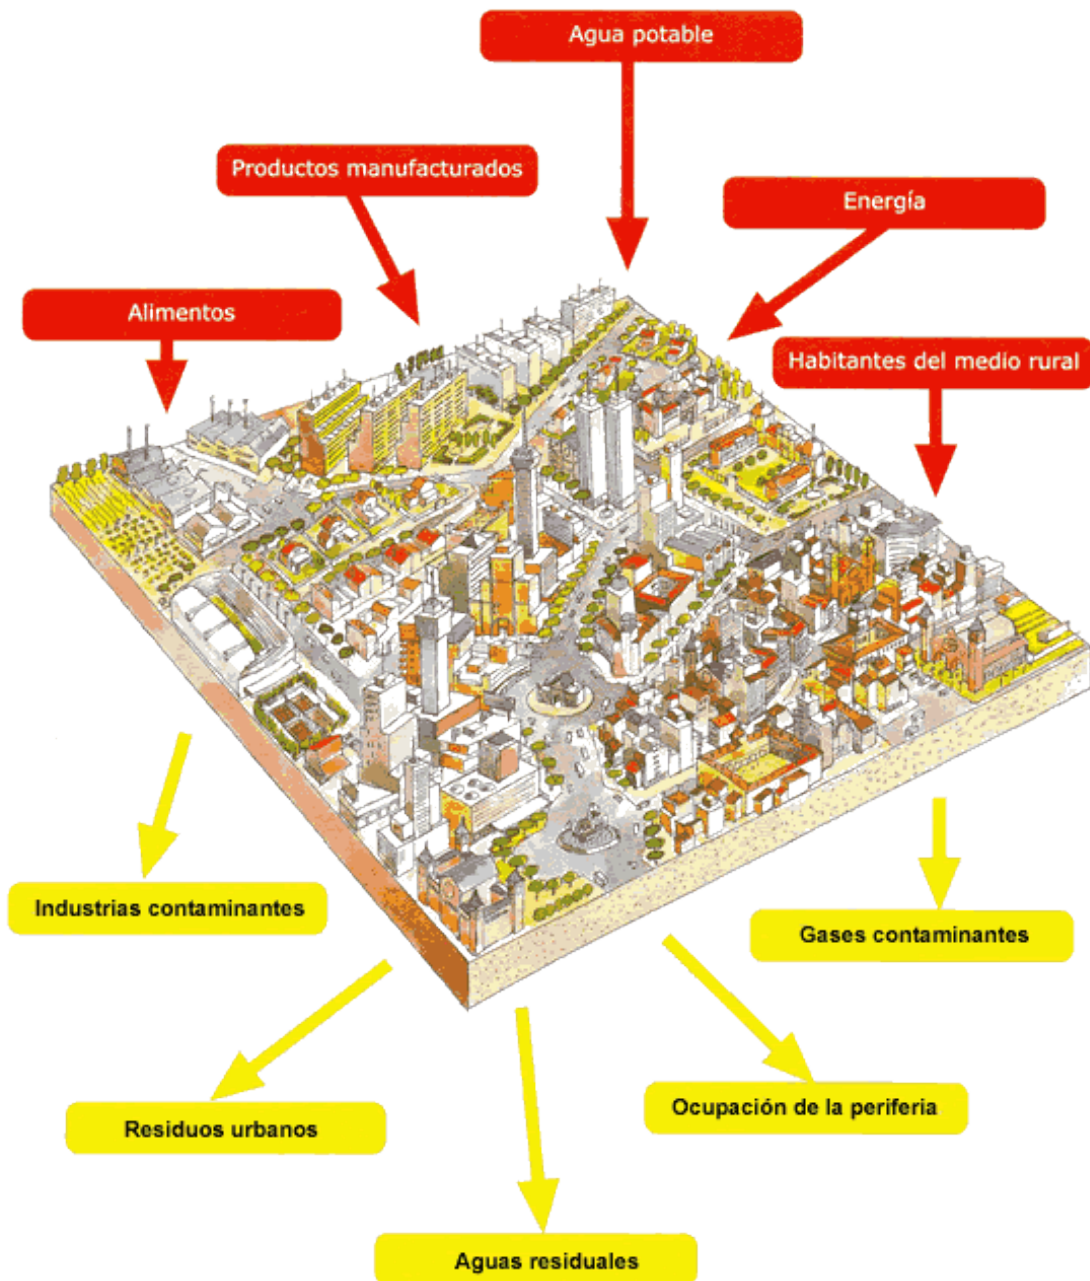 Agua potable
Productos manufacturados
Energía
Alimentos
Habitantes del medio rural
Industrias contaminantes
Gases contaminantes
Ocupación de la periferia
Residuos urbanos
Aguas residuales